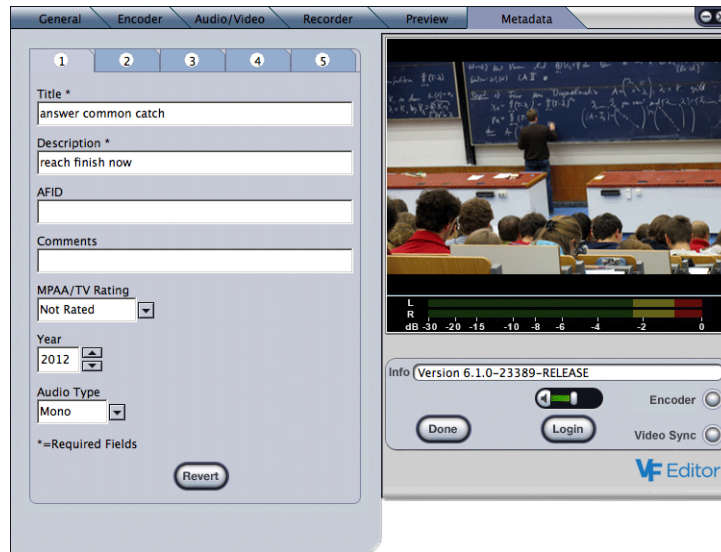 General Encoder Audio/Video Recorder Preview Metadata
1 2 3 4 5
Title *
answer common catch
Description *
reach finish now
AFID
Comments
MPAA/TV Rating
Not Rated
Year
2012
Audio Type
Mono
*=Required Fields
Revert
L
R
dB -30 -20 -15 -10 -8 -6 -4 -2 0
Info Version 6.1.0-23389-RELEASE
Encoder
Done Login
Video Sync
VF Editor